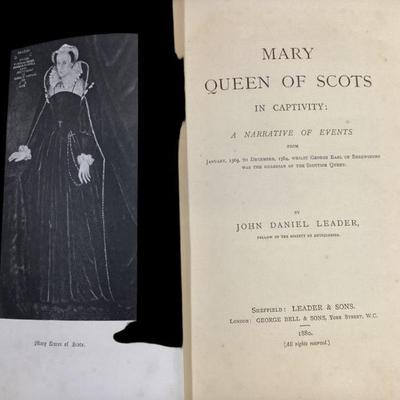 Mary Queen of Scots.
MARY
QUEEN OF SCOTS
IN CAPTIVITY:
A NARRATIVE OF EVENTS
FROM
JANUARY, 1569, TO DECEMBER, 1584, WHILST GEORGE EARL OF SHREWSBURY
WAS THE GUARDIAN OF THE SCOTTISH QUEEN.
BY
JOHN DANIEL LEADER,
FELLOW OF THE SOCIETY OF ANTIQUARIES.
SHEFFIELD: LEADER & SONS.
LONDON: GEORGE BELL & SONS, YORK STREET, W.C.
1880.
[All rights reserved.]